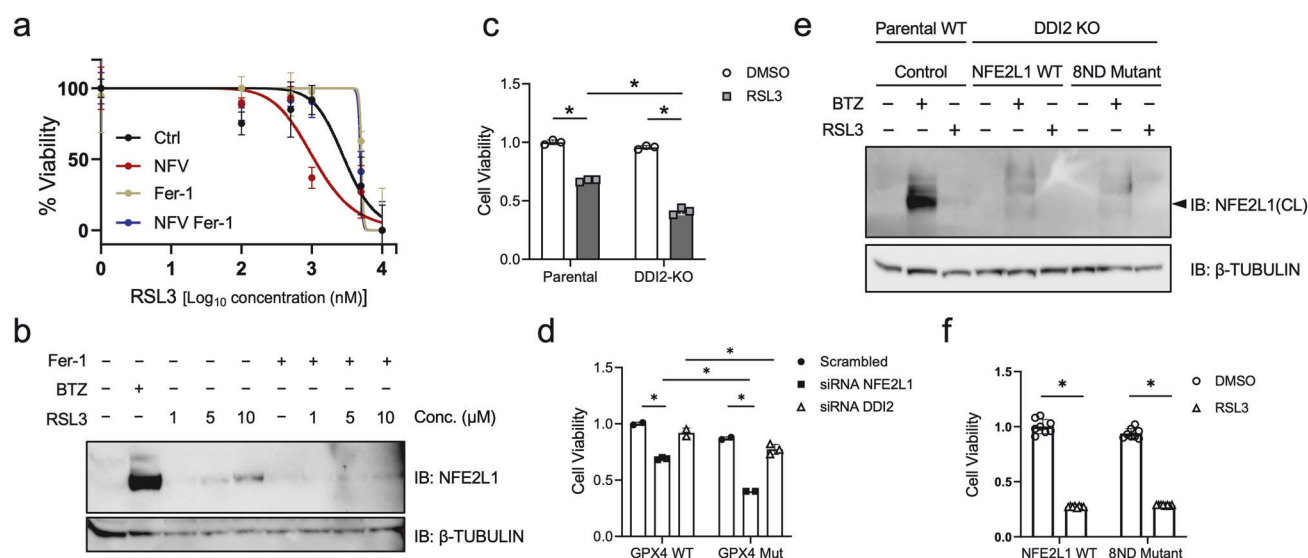 a
% Viability
100
50
0
Ctrl
NFV
Fer-1
NFV Fer-1
0 1 2 3 4
RSL3 [Log10 concentration (nM)]
b
Fer-1 – – – – – + + + +
BTZ – + – – – – – – –
RSL3 – – 1 5 10 – 1 5 10 Conc. (µM)
IB: NFE2L1
IB: β-TUBULIN
c
Cell Viability
1.5
1.0
0.5
0.0
DMSO
RSL3
*
* *
Parental DDI2-KO
d
Cell Viability
1.5
1.0
0.5
0.0
Scrambled
siRNA NFE2L1
siRNA DDI2
*
*
* *
GPX4 WT GPX4 Mut
e
Parental WT DDI2 KO
Control NFE2L1 WT 8ND Mutant
BTZ – + – – + – – + –
RSL3 – – + – – + – – +
IB: NFE2L1(CL)
IB: β-TUBULIN
f
Cell Viability
1.5
1.0
0.5
0.0
DMSO
RSL3
* *
NFE2L1 WT 8ND Mutant